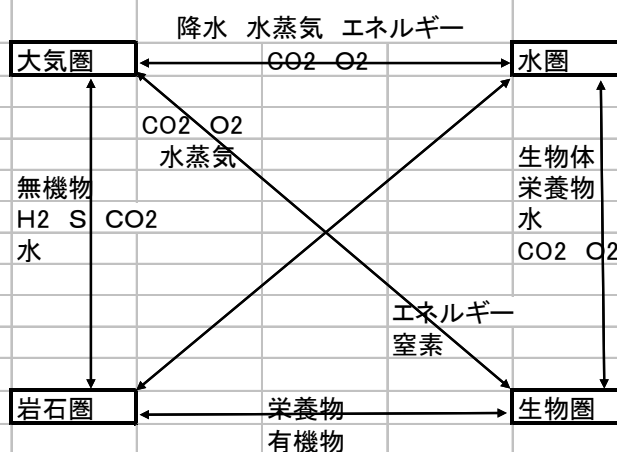 降水 水蒸気 エネルギー
大気圏
CO2 O2
水圏
CO2 O2
水蒸気
無機物
H2 S CO2
水
生物体
栄養物
水
CO2 O2
エネルギー
窒素
岩石圏
栄養物
有機物
生物圏